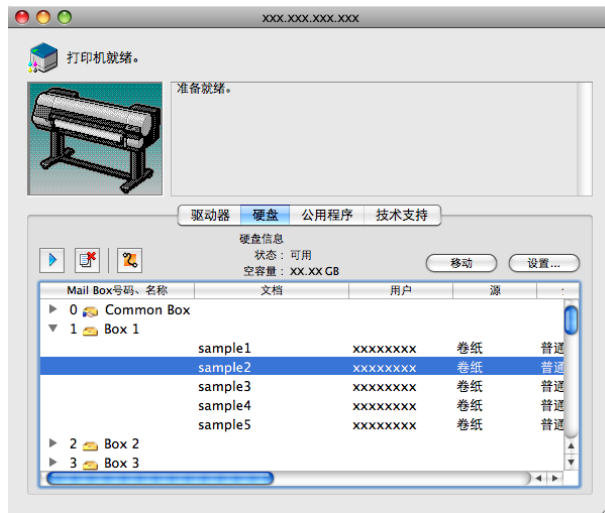 xxx.xxx.xxx.xxx
打印机就绪。
准备就绪。
驱动器 硬盘 公用程序 技术支持
硬盘信息
状态： 可用
空容量： XX.XX GB
移动 设置...
Mail Box号码、名称 文档 用户 源
0 Common Box
1 Box 1
sample1 xxxxxxxx 卷纸 普通
sample2 xxxxxxxx 卷纸 普通
sample3 xxxxxxxx 卷纸 普通
sample4 xxxxxxxx 卷纸 普通
sample5 xxxxxxxx 卷纸 普通
2 Box 2
3 Box 3